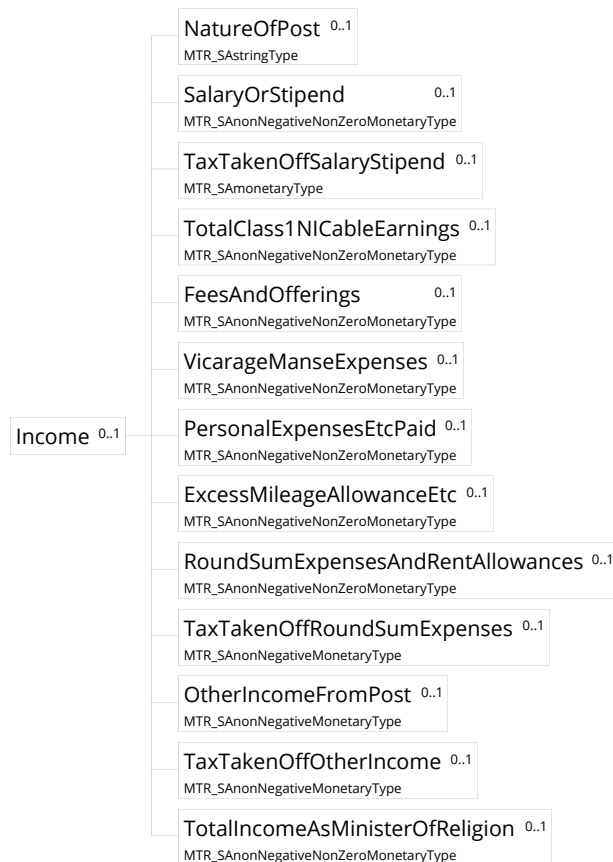 NatureOfPost 0..1
MTR_SAstringType
SalaryOrStipend 0..1
MTR_SAnonNegativeNonZeroMonetaryType
TaxTakenOffSalaryStipend 0..1
MTR_SAmonetaryType
TotalClass1NICableEarnings 0..1
MTR_SAnonNegativeNonZeroMonetaryType
FeesAndOfferings 0..1
MTR_SAnonNegativeNonZeroMonetaryType
VicarageManseExpenses 0..1
MTR_SAnonNegativeNonZeroMonetaryType
Income 0..1
PersonalExpensesEtcPaid 0..1
MTR_SAnonNegativeNonZeroMonetaryType
ExcessMileageAllowanceEtc 0..1
MTR_SAnonNegativeNonZeroMonetaryType
RoundSumExpensesAndRentAllowances 0..1
MTR_SAnonNegativeNonZeroMonetaryType
TaxTakenOffRoundSumExpenses 0..1
MTR_SAnonNegativeMonetaryType
OtherIncomeFromPost 0..1
MTR_SAnonNegativeMonetaryType
TaxTakenOffOtherIncome 0..1
MTR_SAnonNegativeMonetaryType
TotalIncomeAsMinisterOfReligion 0..1
MTR_SAnonNegativeNonZeroMonetaryType